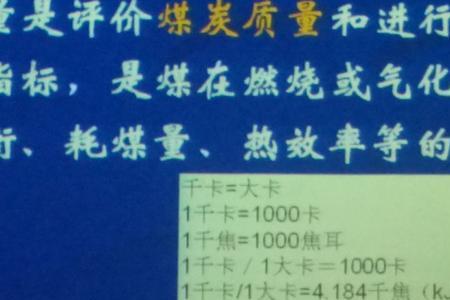 量是评价煤炭质量和进行
指标，是煤在燃烧或气化
行、耗煤量、热效率等的
千卡=大卡
1千卡=1000卡
1千焦=1000焦耳
1千卡/1大卡＝1000卡
1千卡/1大卡=4.184千焦（kJ